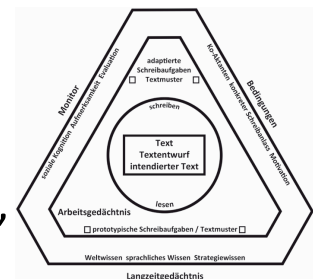 adaptierte
Schreibaufgaben
Textmuster
Monitor
soziale Kognition Aufmerksamkeit Evaluation
Bedingungen
Ko-Aktanten konkreter Schreibanlass Motivation
schreiben
Text
Textentwurf
intendierter Text
lesen
Arbeitsgedächtnis
prototypische Schreibaufgaben / Textmuster
Weltwissen sprachliches Wissen Strategiewissen
Langzeitgedächtnis